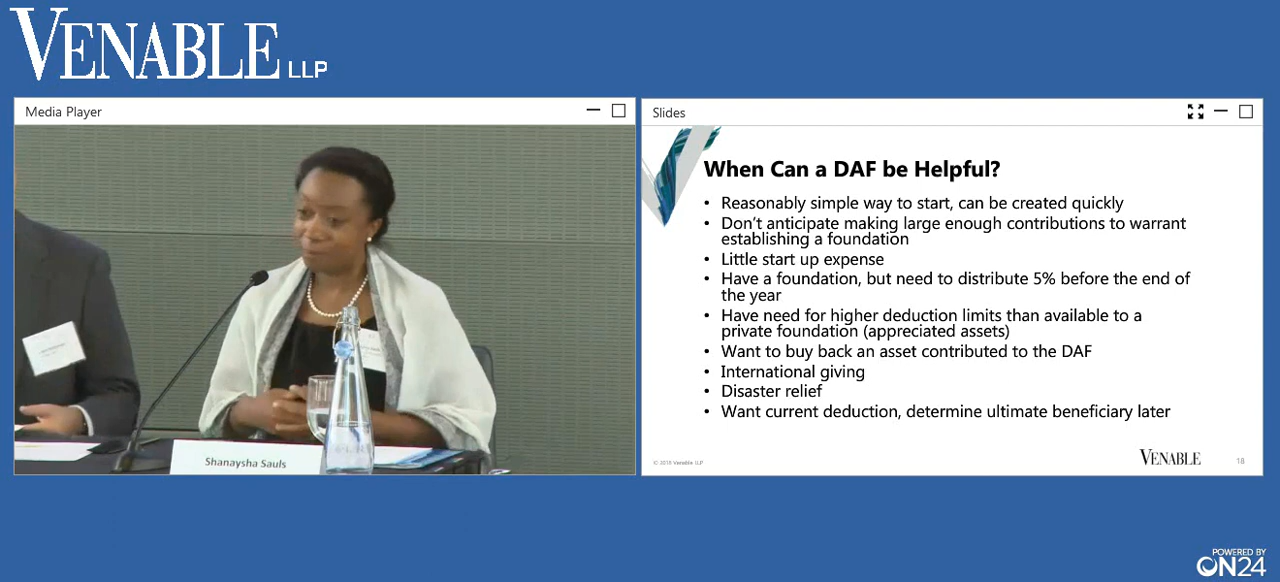 VENABLE LLP
Media Player
Shanaysha Sauls
Slides
When Can a DAF be Helpful?
• Reasonably simple way to start, can be created quickly
• Don’t anticipate making large enough contributions to warrant
establishing a foundation
• Little start up expense
• Have a foundation, but need to distribute 5% before the end of
the year
• Have need for higher deduction limits than available to a
private foundation (appreciated assets)
• Want to buy back an asset contributed to the DAF
• International giving
• Disaster relief
• Want current deduction, determine ultimate beneficiary later
© 2018 Venable LLP
VENABLE
18
POWERED BY
ON24